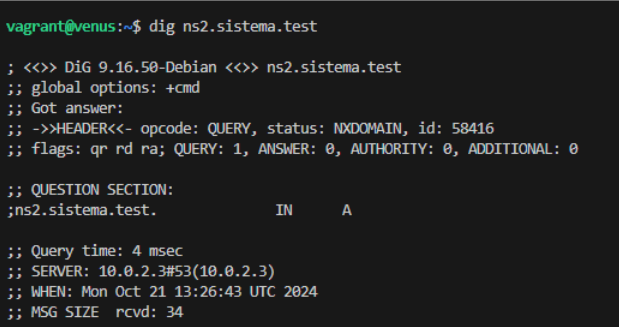 vagrant@venus:~$ dig ns2.sistema.test
; <<>> DiG 9.16.50-Debian <<>> ns2.sistema.test
;; global options: +cmd
;; Got answer:
;; ->>HEADER<<- opcode: QUERY, status: NXDOMAIN, id: 58416
;; flags: qr rd ra; QUERY: 1, ANSWER: 0, AUTHORITY: 0, ADDITIONAL: 0
;; QUESTION SECTION:
;ns2.sistema.test. IN A
;; Query time: 4 msec
;; SERVER: 10.0.2.3#53(10.0.2.3)
;; WHEN: Mon Oct 21 13:26:43 UTC 2024
;; MSG SIZE rcvd: 34